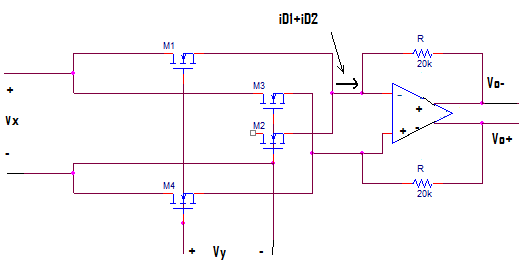 iD1+iD2
M1
R
20k
M3
Vo-
+
Vx
-
M2
-
+
+
-
Vo+
M4
R
20k
+ Vy -